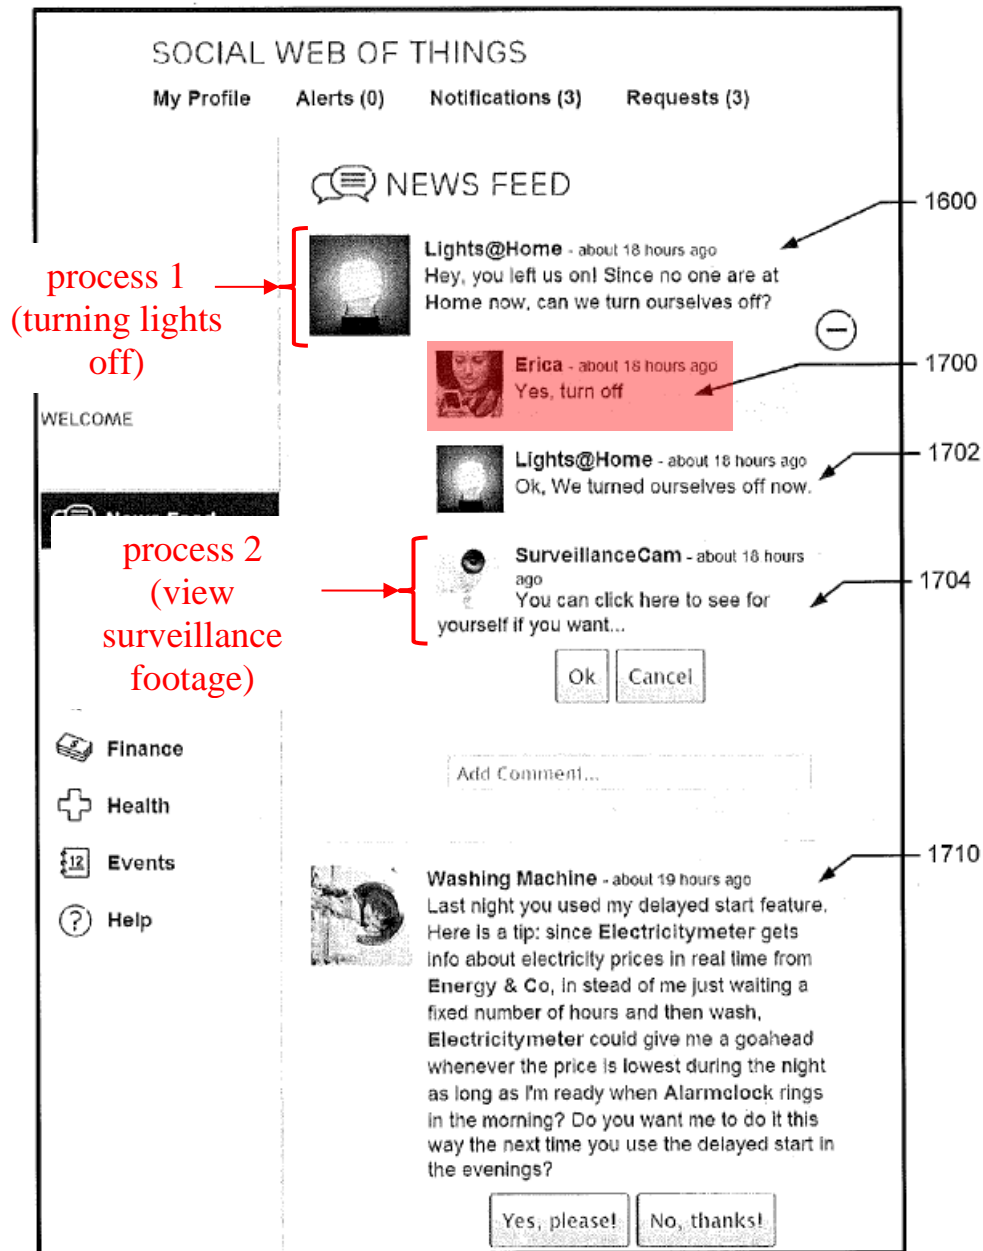 SOCIAL WEB OF THINGS
My Profile Alerts (0) Notifications (3) Requests (3)
NEWS FEED
1600
Lights@Home - about 18 hours ago
Hey, you left us on! Since no one are at
Home now, can we turn ourselves off?
process 1
(turning lights
off)
1700
Erica - about 18 hours ago
Yes, turn off
WELCOME
1702
Lights@Home - about 18 hours ago
Ok, We turned ourselves off now.
News Feed
process 2
(view
surveillance
footage)
SurveillanceCam - about 18 hours
ago
1704
You can click here to see for
yourself if you want...
Ok Cancel
$ Finance
Add Comment...
Health
12 Events
? Help
1710
Washing Machine - about 19 hours ago
Last night you used my delayed start feature.
Here is a tip: since Electricitymeter gets
info about electricity prices in real time from
Energy & Co, in stead of me just waiting a
fixed number of hours and then wash,
Electricitymeter could give me a goahead
whenever the price is lowest during the night
as long as I'm ready when Alarmclock rings
in the morning? Do you want me to do it this
way the next time you use the delayed start in
the evenings?
Yes, please! No, thanks!